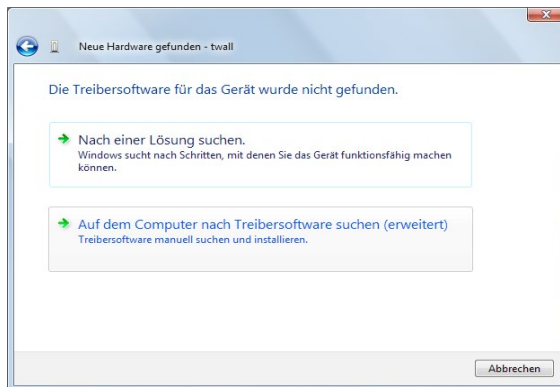 Neue Hardware gefunden - twall
Die Treibersoftware für das Gerät wurde nicht gefunden.
Nach einer Lösung suchen.
Windows sucht nach Schritten, mit denen Sie das Gerät funktionsfähig machen
können.
Auf dem Computer nach Treibersoftware suchen (erweitert)
Treibersoftware manuell suchen und installieren.
Abbrechen